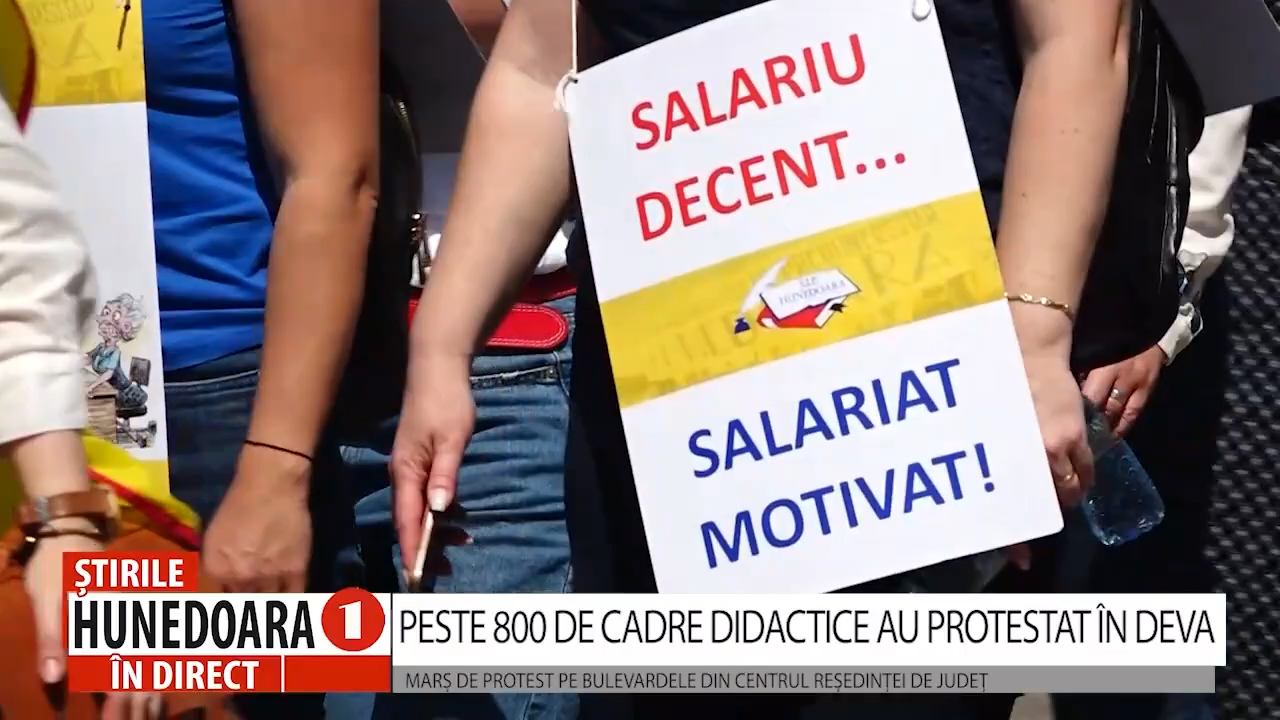 SALARIU
DECENT...
S.I.P.
HUNEDOARA
SALARIAT
MOTIVAT!
ȘTIRILE
HUNEDOARA 1
ÎN DIRECT
PESTE 800 DE CADRE DIDACTICE AU PROTESTAT ÎN DEVA
MARȘ DE PROTEST PE BULEVARDELE DIN CENTRUL REȘEDINȚEI DE JUDEȚ